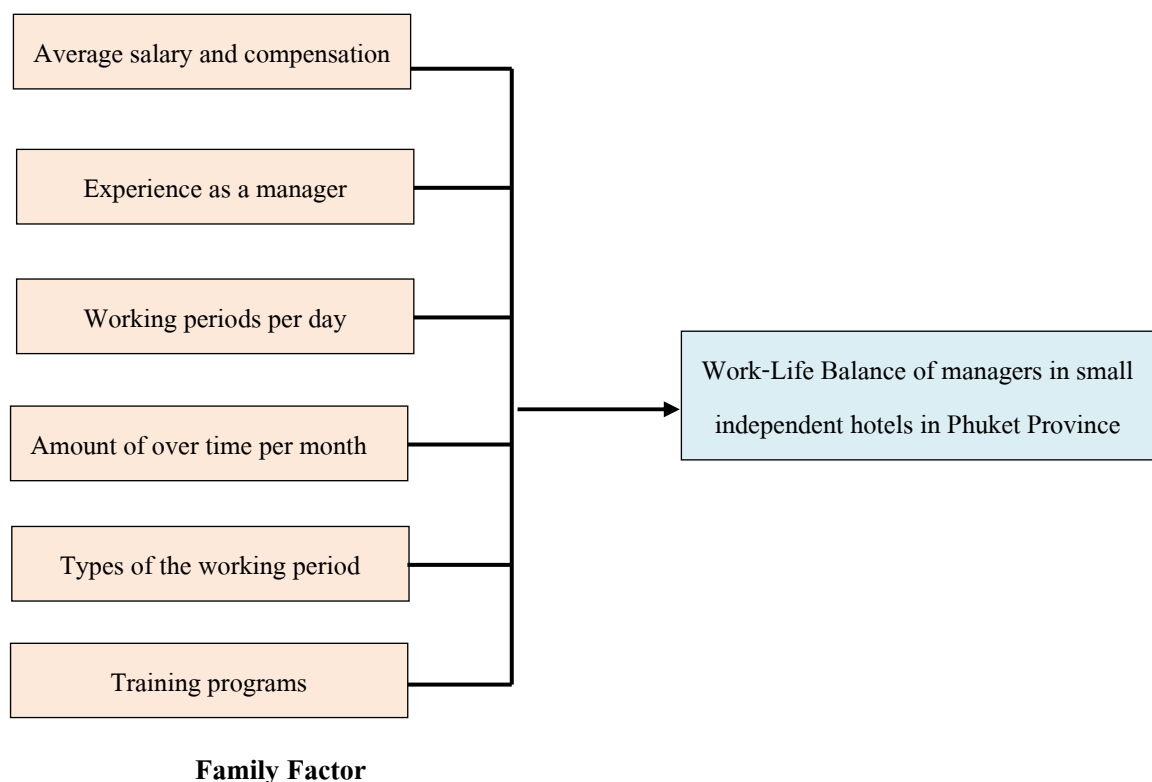 Average salary and compensation
Experience as a manager
Working periods per day
Amount of over time per month
Types of the working period
Training programs
Work-Life Balance of managers in small
independent hotels in Phuket Province
Family Factor